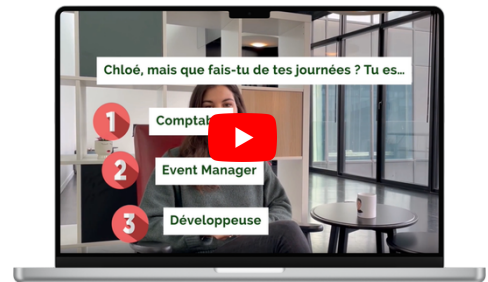 Chloé, mais que fais-tu de tes journées ? Tu es...
1
Comptab
2
Event Manager
3
Développeuse